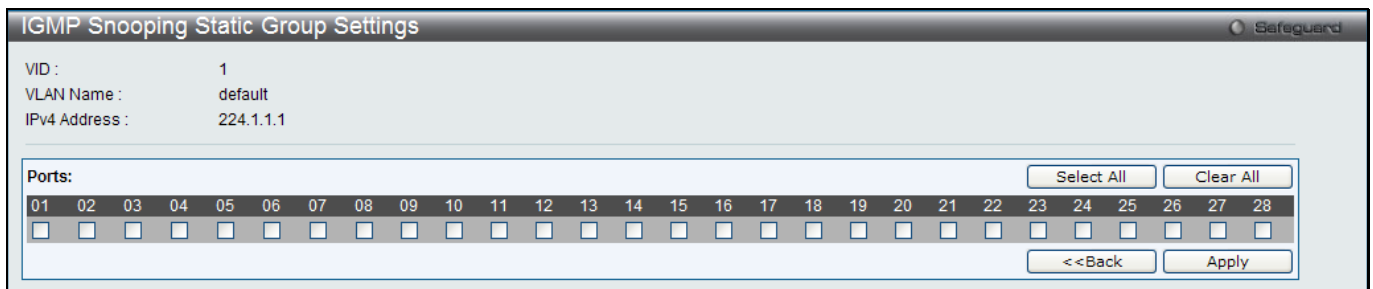 IGMP Snooping Static Group Settings Safeguard
VID : 1
VLAN Name : default
IPv4 Address : 224.1.1.1
Ports: Select All Clear All
01 02 03 04 05 06 07 08 09 10 11 12 13 14 15 16 17 18 19 20 21 22 23 24 25 26 27 28
<<Back Apply